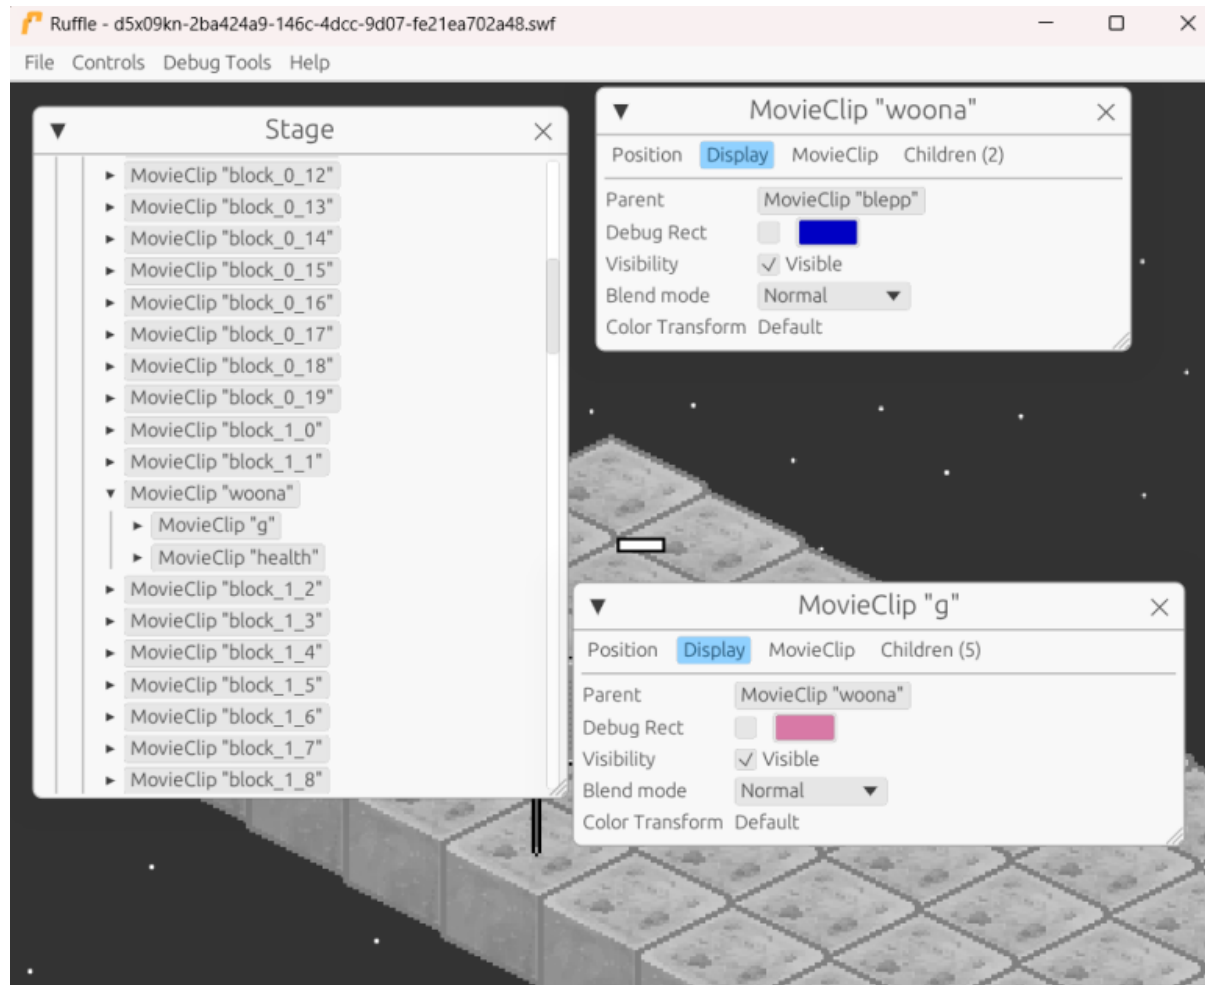 Ruffle - d5x09kn-2ba424a9-146c-4dcc-9d07-fe21ea702a48.swf
File Controls Debug Tools Help
Stage
MovieClip "block_0_12"
MovieClip "block_0_13"
MovieClip "block_0_14"
MovieClip "block_0_15"
MovieClip "block_0_16"
MovieClip "block_0_17"
MovieClip "block_0_18"
MovieClip "block_0_19"
MovieClip "block_1_0"
MovieClip "block_1_1"
MovieClip "woona"
MovieClip "g"
MovieClip "health"
MovieClip "block_1_2"
MovieClip "block_1_3"
MovieClip "block_1_4"
MovieClip "block_1_5"
MovieClip "block_1_6"
MovieClip "block_1_7"
MovieClip "block_1_8"
MovieClip "woona"
Position Display MovieClip Children (2)
Parent MovieClip "blepp"
Debug Rect
Visibility Visible
Blend mode Normal
Color Transform Default
MovieClip "g"
Position Display MovieClip Children (5)
Parent MovieClip "woona"
Debug Rect
Visibility Visible
Blend mode Normal
Color Transform Default